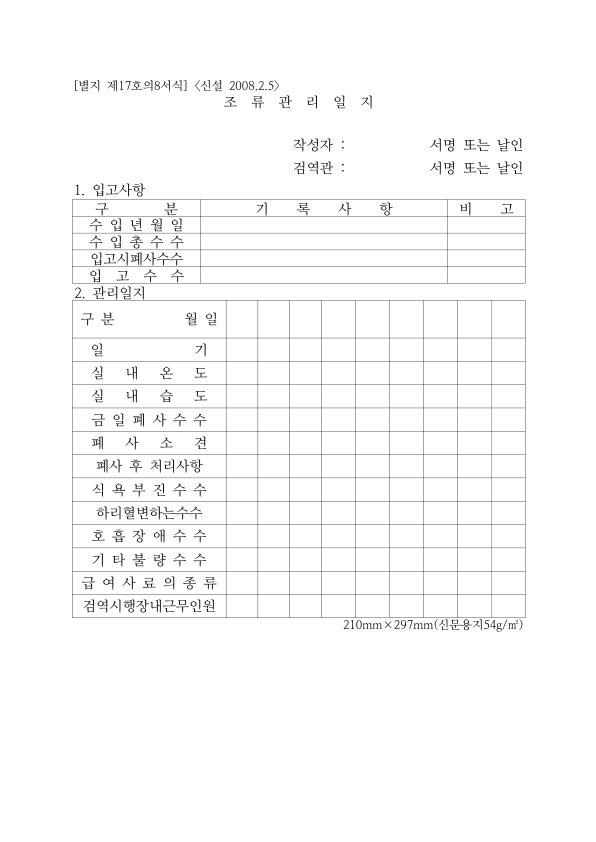 [별지 제17호의8서식] <신설 2008.2.5>
조 류 관 리 일 지
작성자 : 서명 또는 날인
검역관 : 서명 또는 날인
1. 입고사항
구 분 기 록 사 항 비 고
수 입 년 월 일
수 입 총 수 수
입고시폐사수수
입 고 수 수
2. 관리일지
구 분 월 일
일 기
실 내 온 도
실 내 습 도
금 일 폐 사 수 수
폐 사 소 견
폐사 후 처리사항
식 욕 부 진 수 수
하리혈변하는수수
호 흡 장 애 수 수
기 타 불 량 수 수
급 여 사 료 의 종 류
검역시행장내근무인원
210mm×297mm(신문용지54g/㎡)